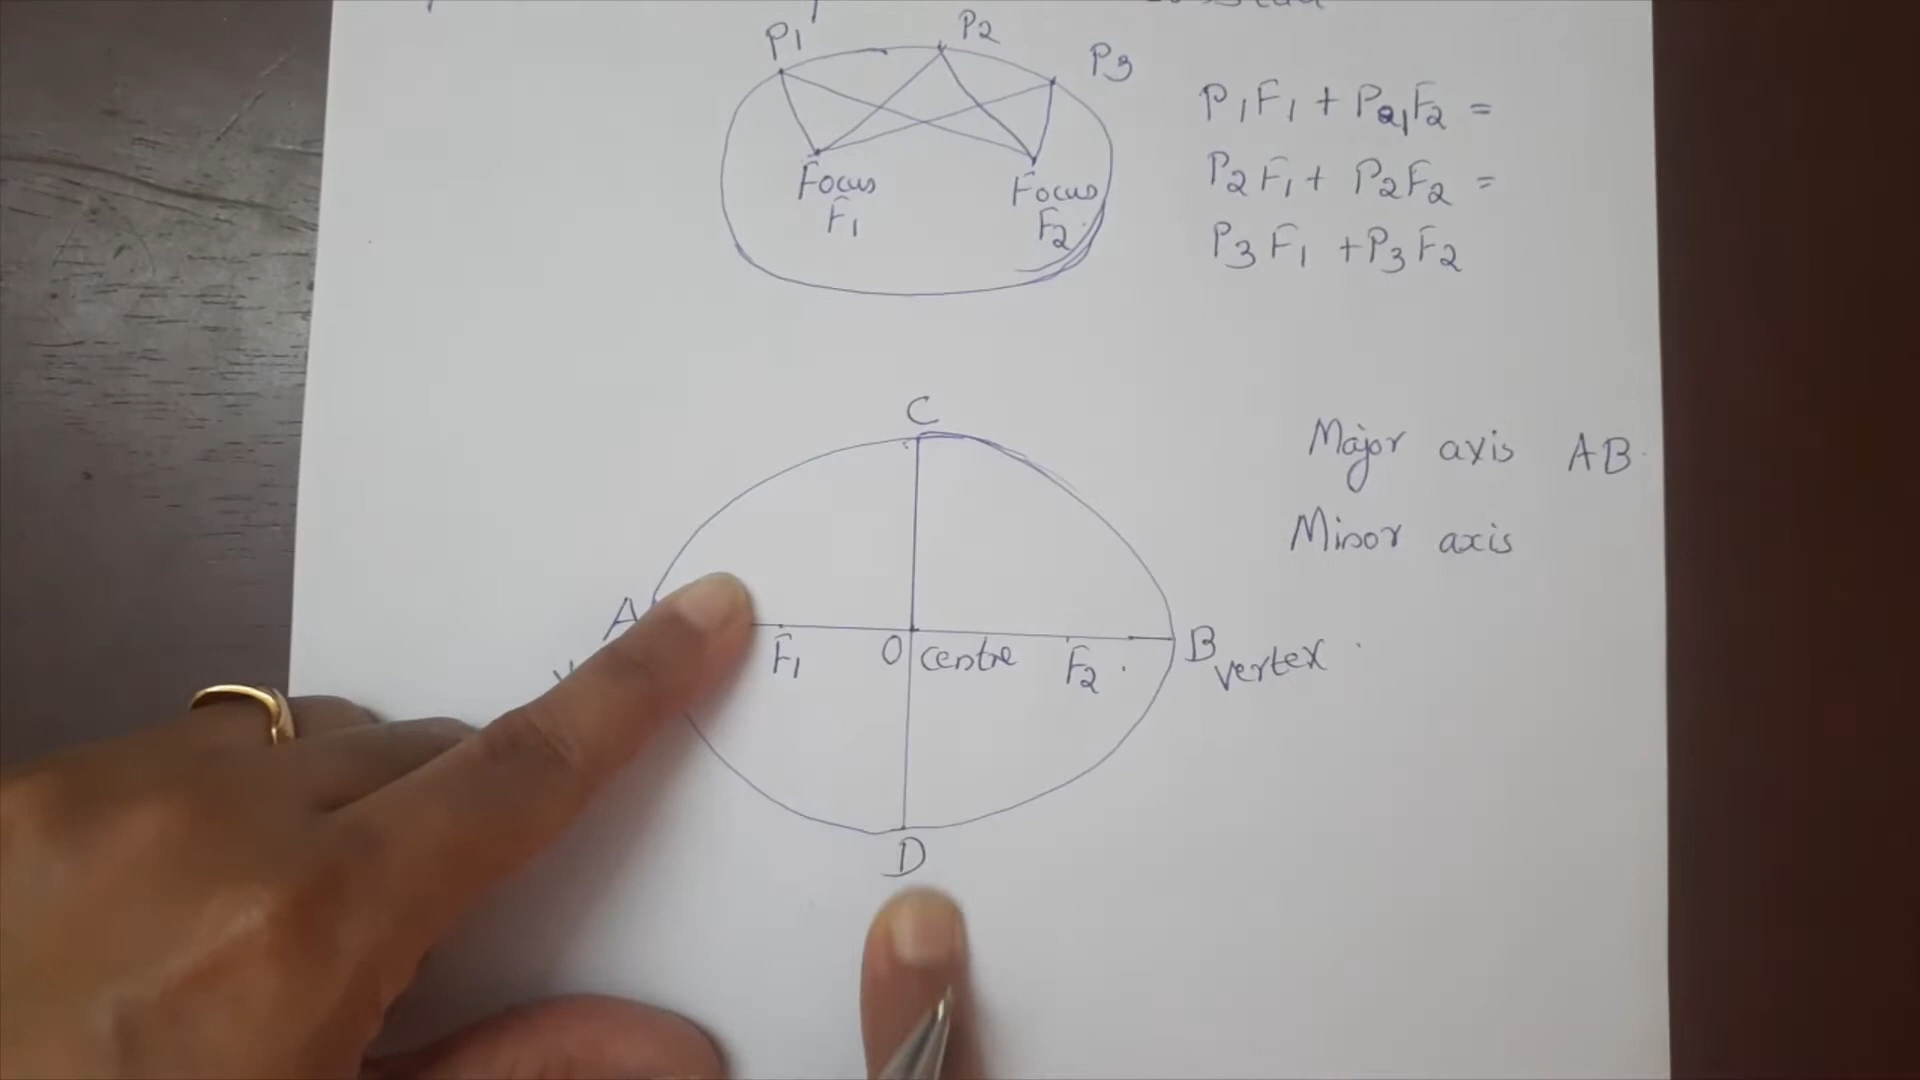 P1
P2
P3
P1F1 + P21F2 =
P2F1 + P2F2 =
P3F1 + P3F2
Focus
F1
Focus
F2
C
Major axis AB
Minor axis
A
F1
O centre
F2
B vertex
D